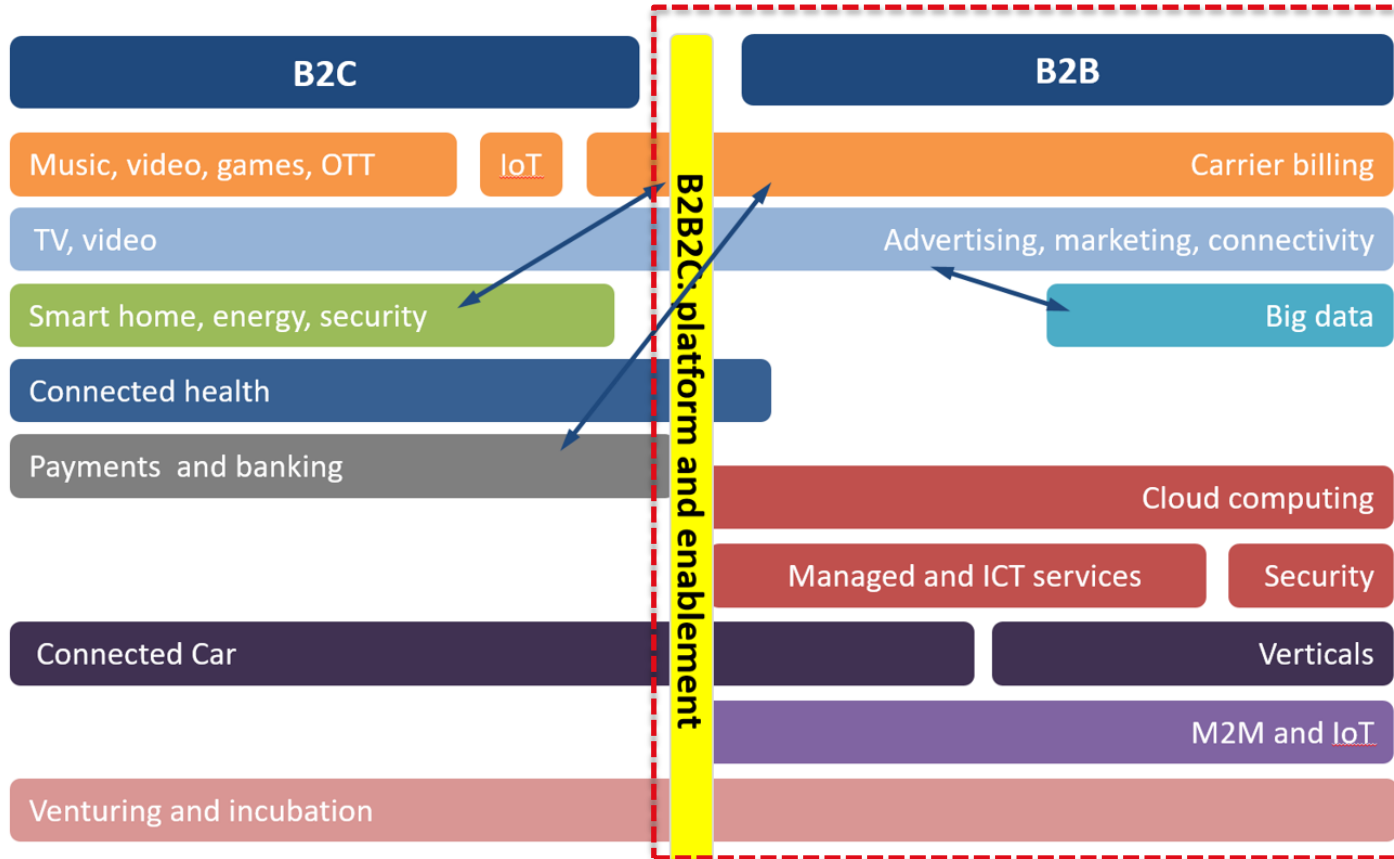 B2C
B2B
Music, video, games, OTT
IoT
Carrier billing
TV, video
Advertising, marketing, connectivity
Smart home, energy, security
Big data
Connected health
Payments  and banking
Cloud computing
Managed and ICT services
Security
Connected Car
Verticals
M2M and IoT
Venturing and incubation
B2B2C: platform and enablement